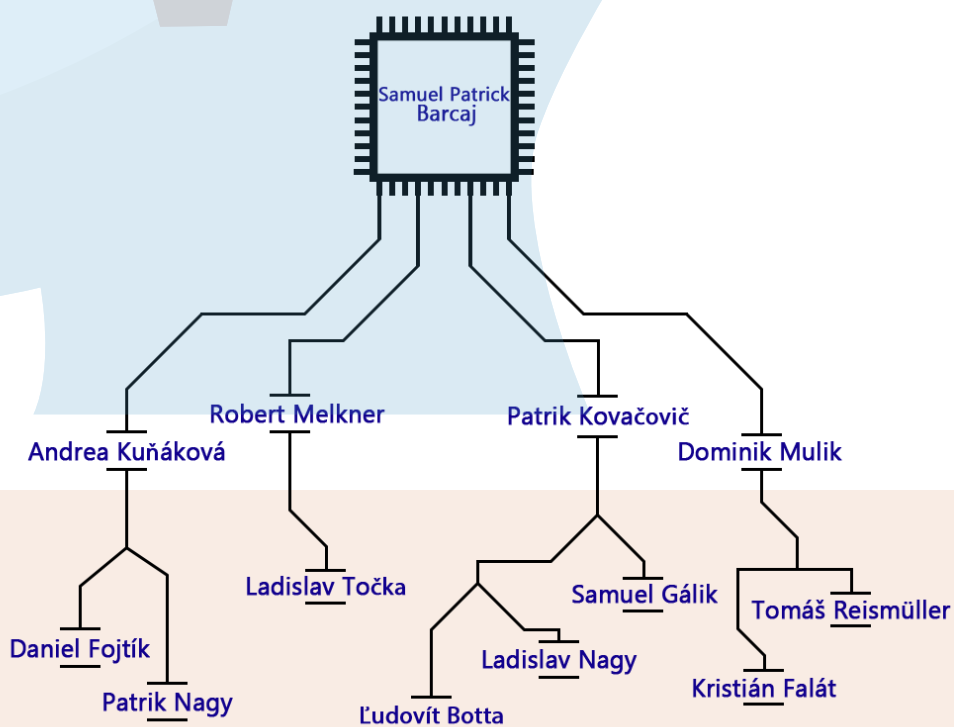 Samuel Patrick
Barcaj
Robert Melkner
Patrik Kovačovič
Andrea Kuňáková
Dominik Mulik
Ladislav Točka
Samuel Gálik
Tomáš Reismüller
Daniel Fojtík
Ladislav Nagy
Kristián Falát
Patrik Nagy
Ľudovít Botta